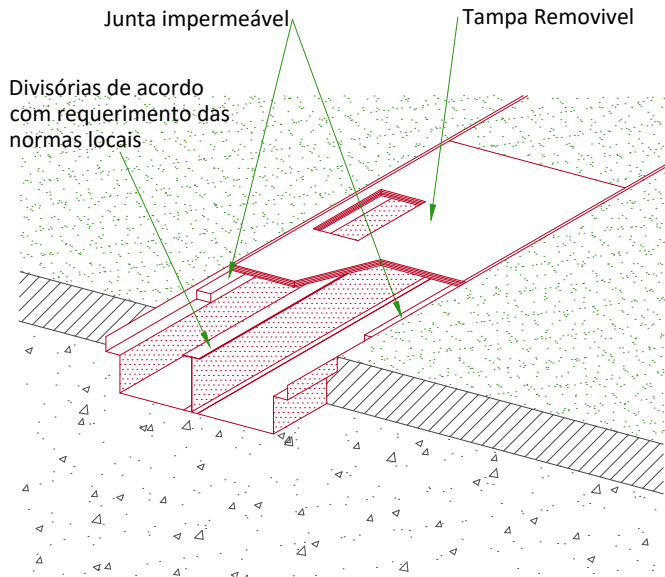 Junta impermeável
Tampa Removivel
Divisórias de acordo
com requerimento das
normas locais